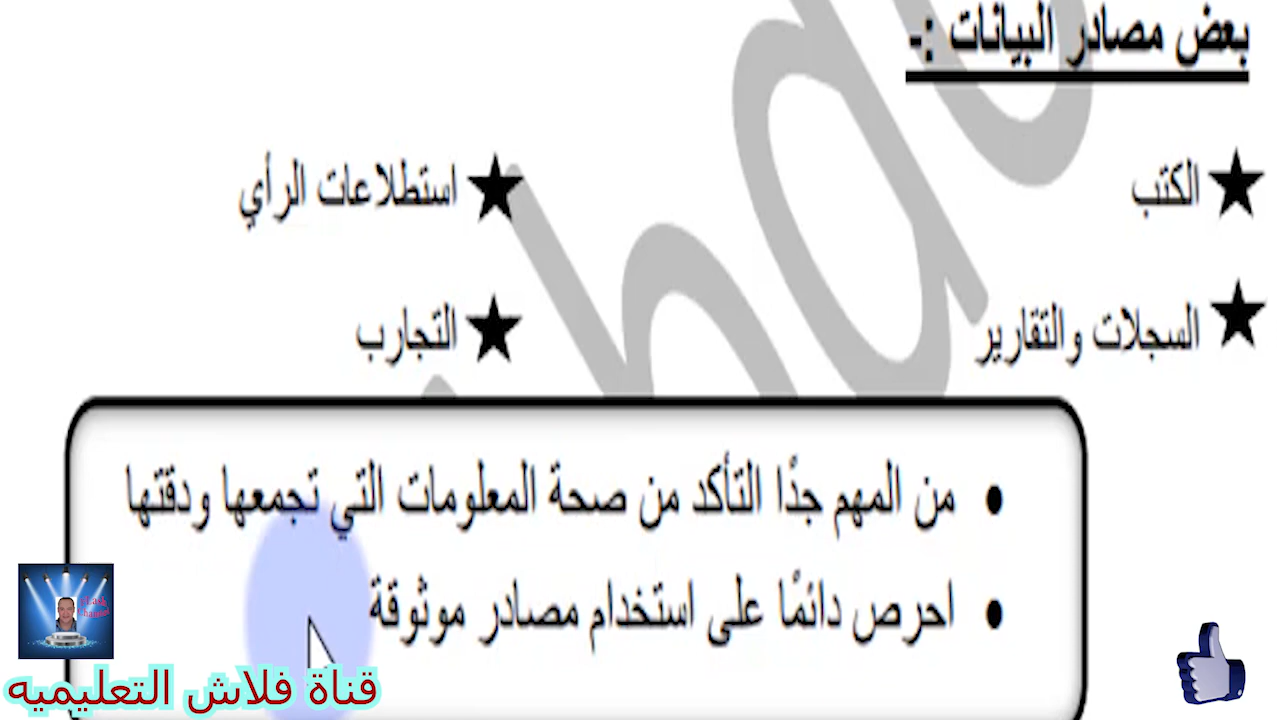 بعض مصادر البيانات :-
★ الكتب ★ استطلاعات الرأي
★ السجلات والتقارير ★ التجارب
• من المهم جدًا التأكد من صحة المعلومات التي تجمعها ودقتها
• احرص دائمًا على استخدام مصادر موثوقة
قناة فلاش التعليميه